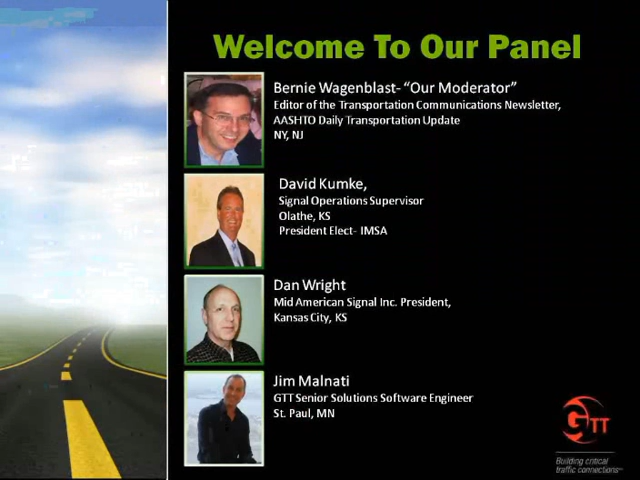 Welcome To Our Panel
Bernie Wagenblast- “Our Moderator”
Editor of the Transportation Communications Newsletter,
AASHTO Daily Transportation Update
NY, NJ
David Kumke,
Signal Operations Supervisor
Olathe, KS
President Elect- IMSA
Dan Wright
Mid American Signal Inc. President,
Kansas City, KS
Jim Malnati
GTT Senior Solutions Software Engineer
St. Paul, MN
GTT
Building critical
traffic connections™